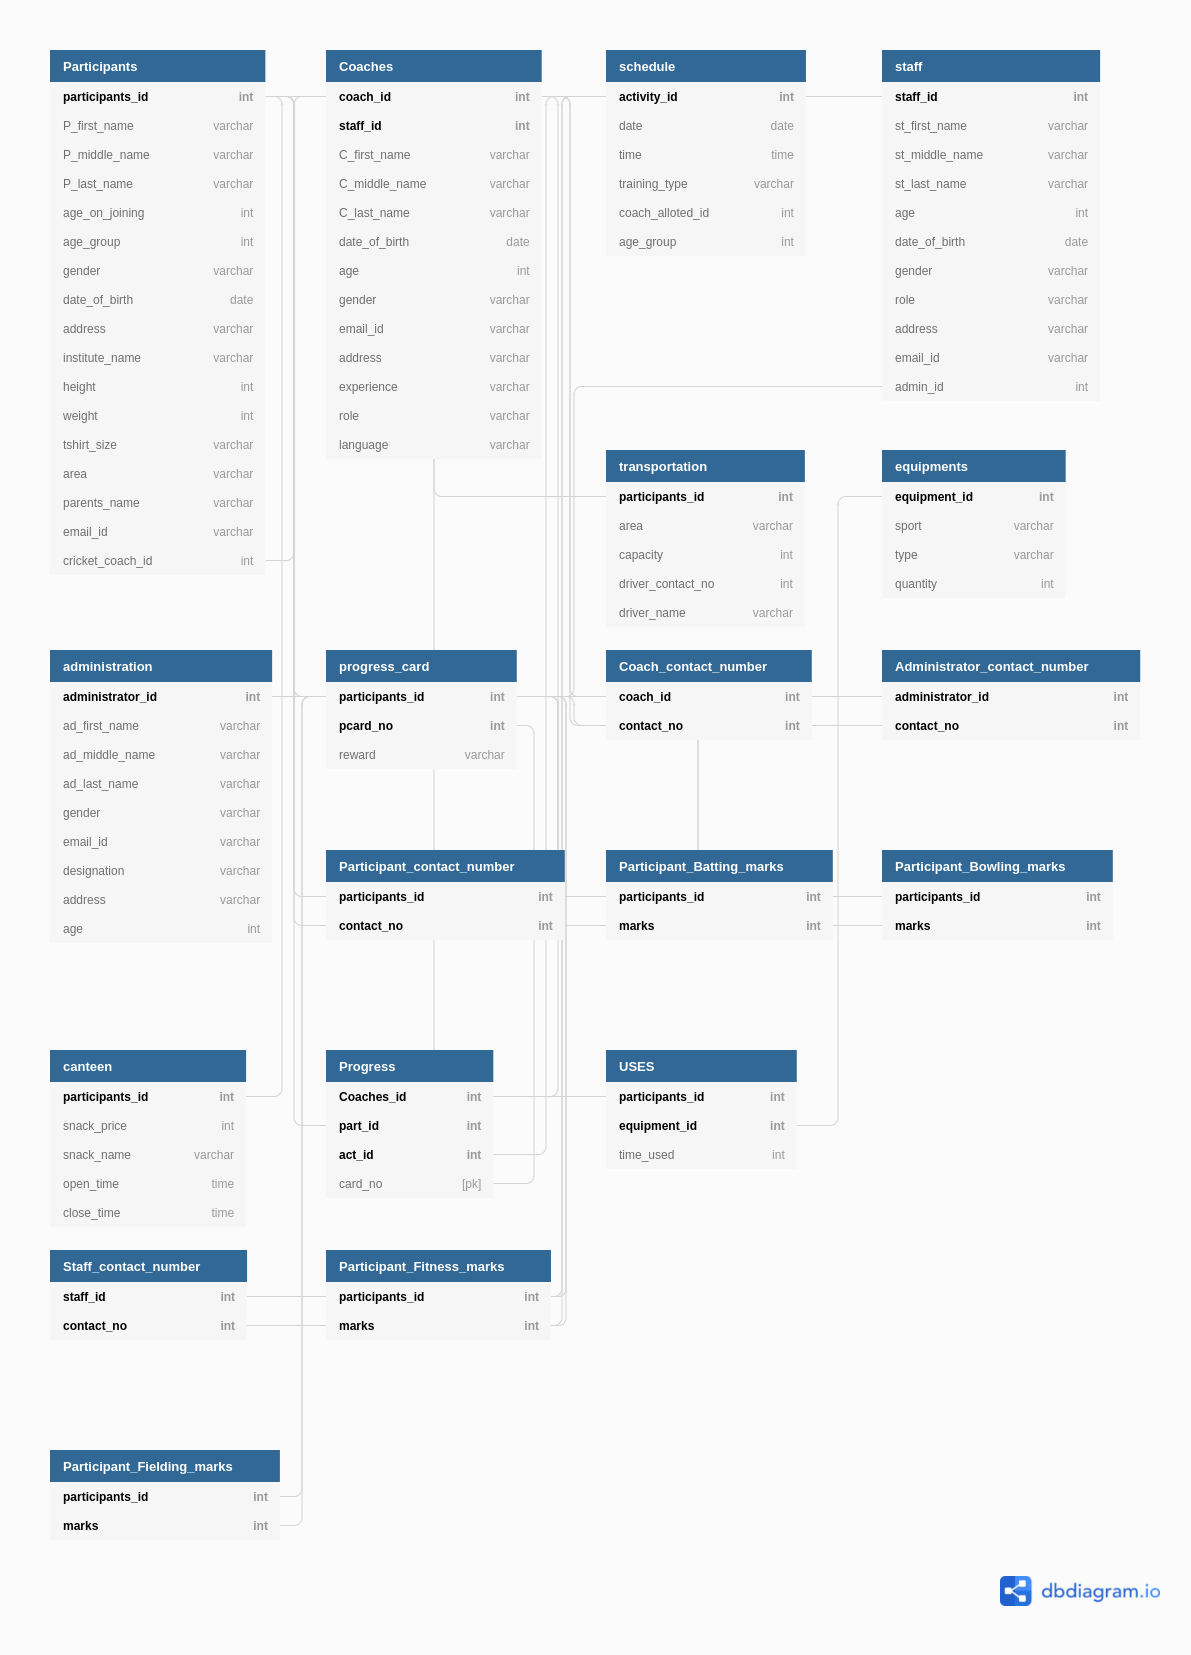 Participants
participants_id int
P_first_name varchar
P_middle_name varchar
P_last_name varchar
age_on_joining int
age_group int
gender varchar
date_of_birth date
address varchar
institute_name varchar
height int
weight int
tshirt_size varchar
area varchar
parents_name varchar
email_id varchar
cricket_coach_id int
Coaches
coach_id int
staff_id int
C_first_name varchar
C_middle_name varchar
C_last_name varchar
date_of_birth date
age int
gender varchar
email_id varchar
address varchar
experience varchar
role varchar
language varchar
schedule
activity_id int
date date
time time
training_type varchar
coach_alloted_id int
age_group int
staff
staff_id int
st_first_name varchar
st_middle_name varchar
st_last_name varchar
age int
date_of_birth date
gender varchar
role varchar
address varchar
email_id varchar
admin_id int
transportation
participants_id int
area varchar
capacity int
driver_contact_no int
driver_name varchar
equipments
equipment_id int
sport varchar
type varchar
quantity int
administration
administrator_id int
ad_first_name varchar
ad_middle_name varchar
ad_last_name varchar
gender varchar
email_id varchar
designation varchar
address varchar
age int
progress_card
participants_id int
pcard_no int
reward varchar
Coach_contact_number
coach_id int
contact_no int
Administrator_contact_number
administrator_id int
contact_no int
Participant_contact_number
participants_id int
contact_no int
Participant_Batting_marks
participants_id int
marks int
Participant_Bowling_marks
participants_id int
marks int
canteen
participants_id int
snack_price int
snack_name varchar
open_time time
close_time time
Progress
Coaches_id int
part_id int
act_id int
card_no [pk]
USES
participants_id int
equipment_id int
time_used int
Staff_contact_number
staff_id int
contact_no int
Participant_Fitness_marks
participants_id int
marks int
Participant_Fielding_marks
participants_id int
marks int
dbdiagram.io